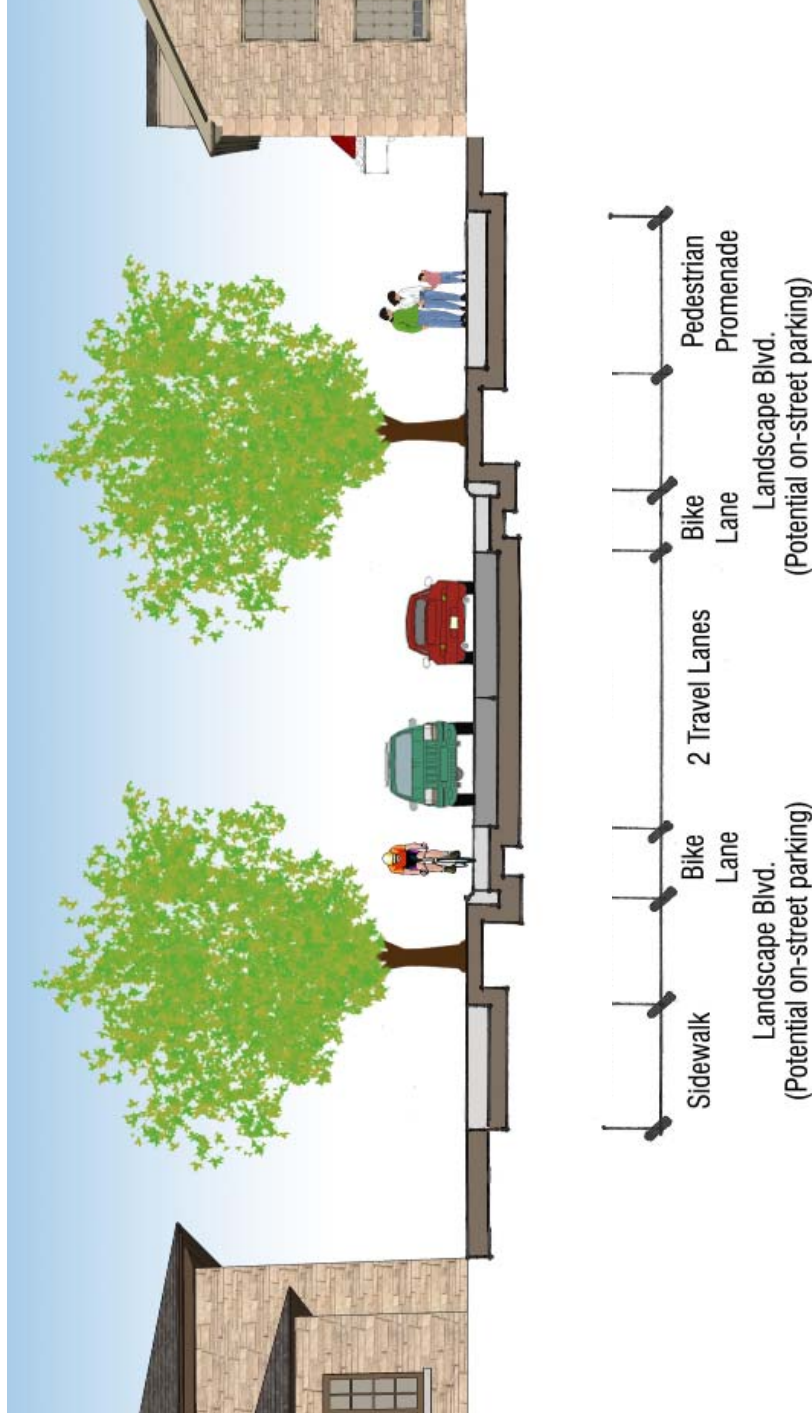 Sidewalk
Landscape Blvd.
(Potential on-street parking)
Bike
Lane
2 Travel Lanes
Bike
Lane
Landscape Blvd.
(Potential on-street parking)
Pedestrian
Promenade